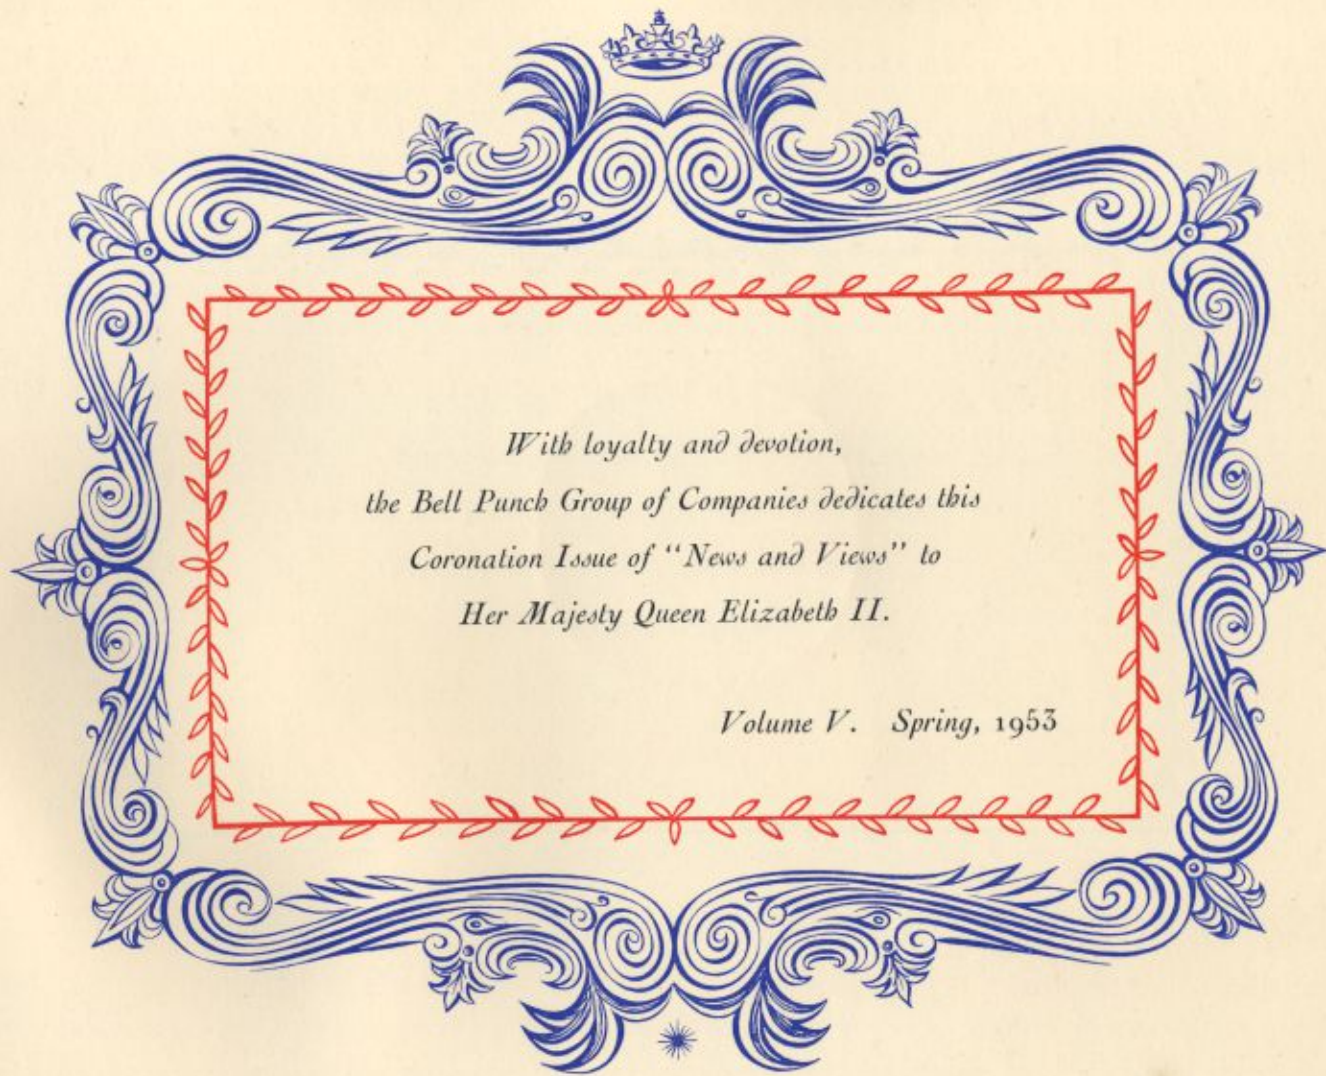 With loyalty and devotion,
the Bell Punch Group of Companies dedicates this
Coronation Issue of “News and Views” to
Her Majesty Queen Elizabeth II.
Volume V. Spring, 1953